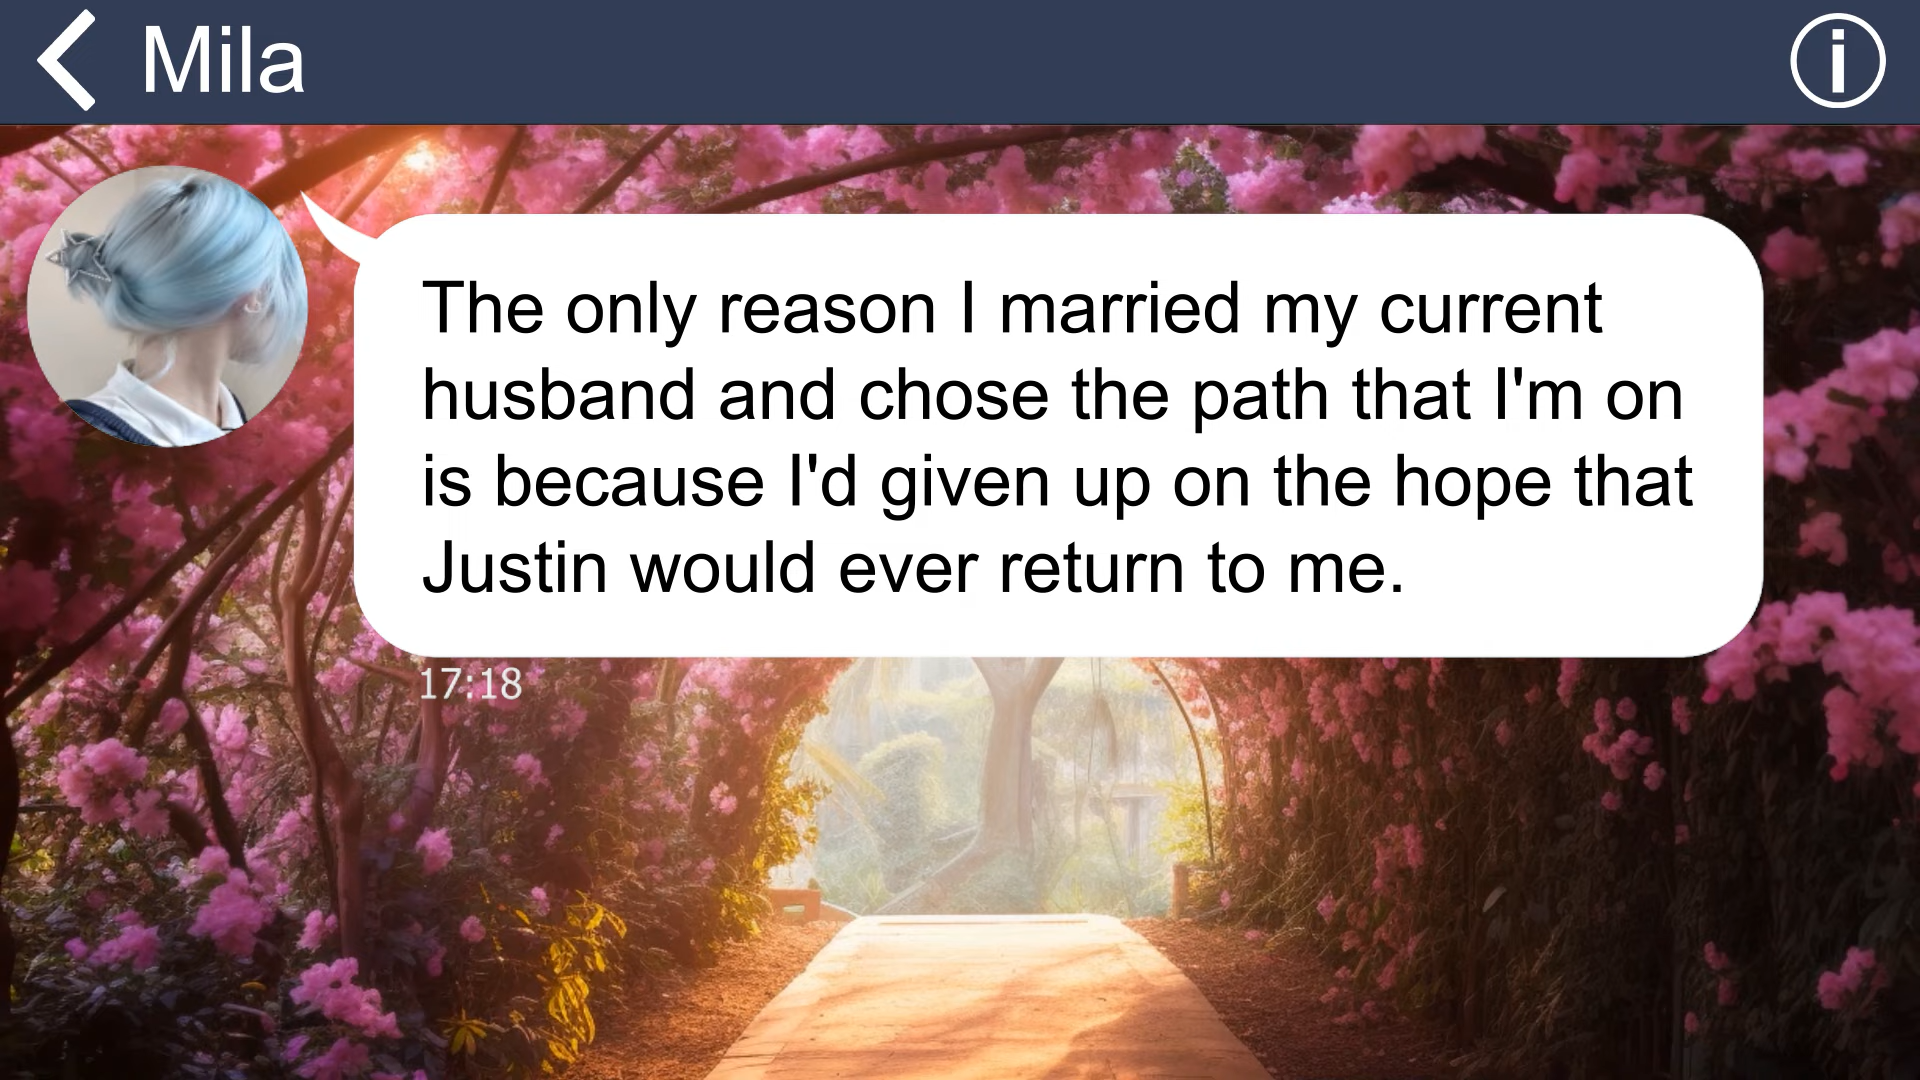 Mila
The only reason I married my current
husband and chose the path that I'm on
is because I'd given up on the hope that
Justin would ever return to me.
17:18